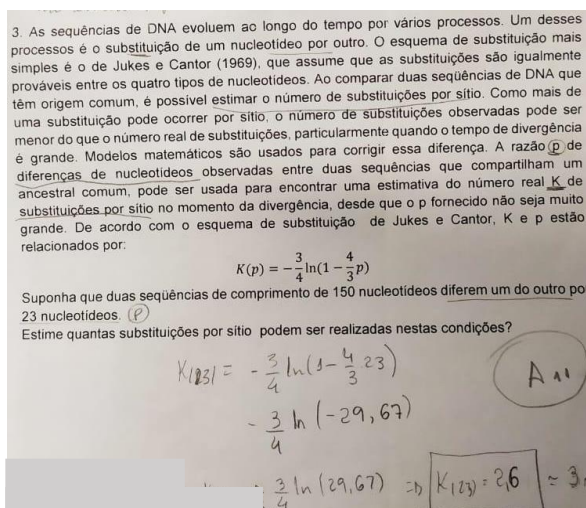 3. As sequências de DNA evoluem ao longo do tempo por vários processos. Um desses
processos é o substituição de um nucleotídeo por outro. O esquema de substituição mais
simples é o de Jukes e Cantor (1969), que assume que as substituições são igualmente
prováveis entre os quatro tipos de nucleotídeos. Ao comparar duas seqüências de DNA que
têm origem comum, é possível estimar o número de substituições por sítio. Como mais de
uma substituição pode ocorrer por sítio, o número de substituições observadas pode ser
menor do que o número real de substituições, particularmente quando o tempo de divergência
é grande. Modelos matemáticos são usados para corrigir essa diferença. A razão p de
diferenças de nucleotídeos observadas entre duas sequências que compartilham um
ancestral comum, pode ser usada para encontrar uma estimativa do número real K de
substituições por sítio no momento da divergência, desde que o p fornecido não seja muito
grande. De acordo com o esquema de substituição de Jukes e Cantor, K e p estão
relacionados por:
K(p) = -3/4 ln(1 - 4/3 p)
Suponha que duas seqüências de comprimento de 150 nucleotídeos diferem um do outro po
23 nucleotídeos. P
Estime quantas substituições por sítio podem ser realizadas nestas condições?
K(23) = - 3/4 ln(1 - 4/3 . 23)
- 3/4 ln (-29,67)
3/4 ln (29,67) => K(23) = 2,6 ≈ 3